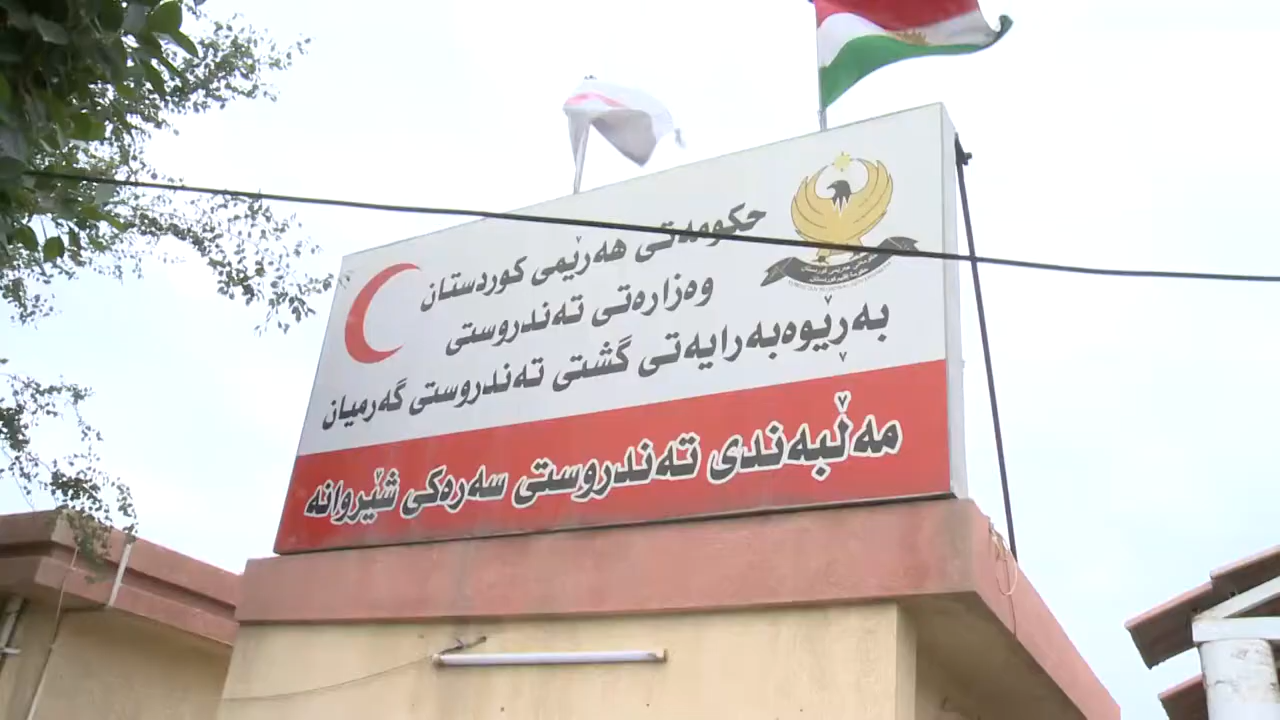 حکومەتی هەرێمی کوردستان
وەزارەتی تەندروستی
بەڕێوەبەرایەتی گشتی تەندروستی گەرمیان
مەڵبەندی تەندروستی سەرەکی شێروانە